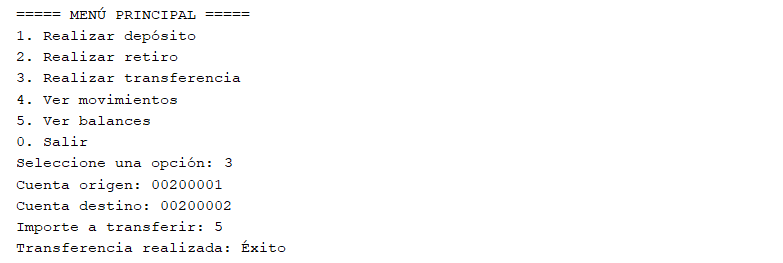 ===== MENÚ PRINCIPAL =====
1. Realizar depósito
2. Realizar retiro
3. Realizar transferencia
4. Ver movimientos
5. Ver balances
0. Salir
Seleccione una opción: 3
Cuenta origen: 00200001
Cuenta destino: 00200002
Importe a transferir: 5
Transferencia realizada: Éxito